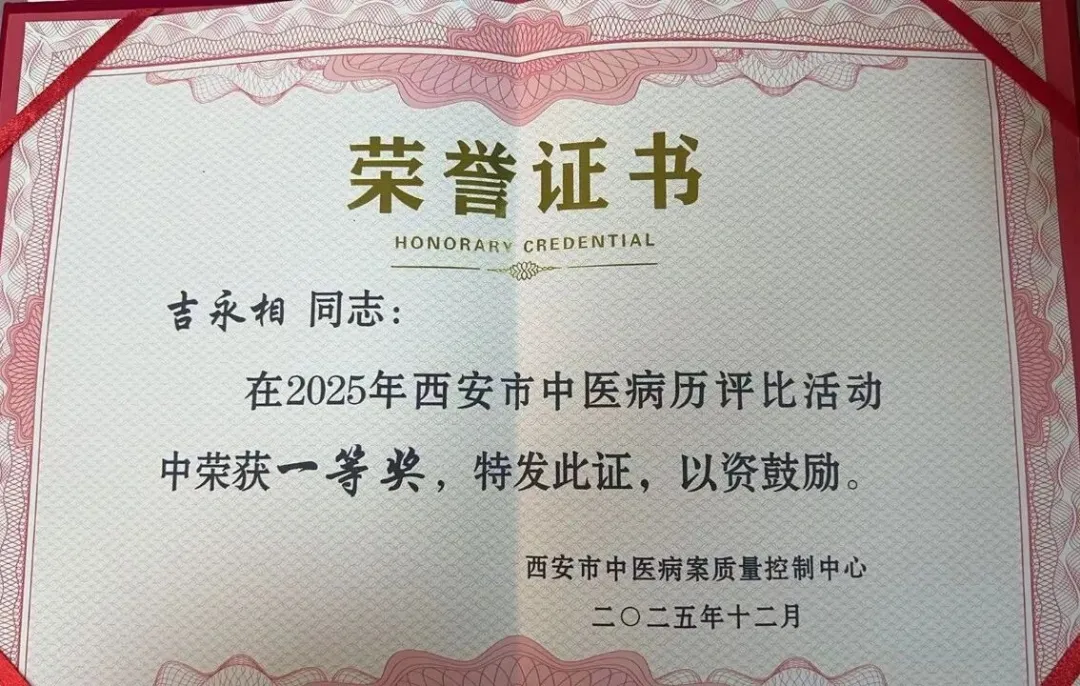 荣誉证书
HONORARY CREDENTIAL
吉永相 同志：
在2025年西安市中医病历评比活动
中荣获一等奖，特发此证，以资鼓励。
西安市中医病案质量控制中心
二〇二五年十二月